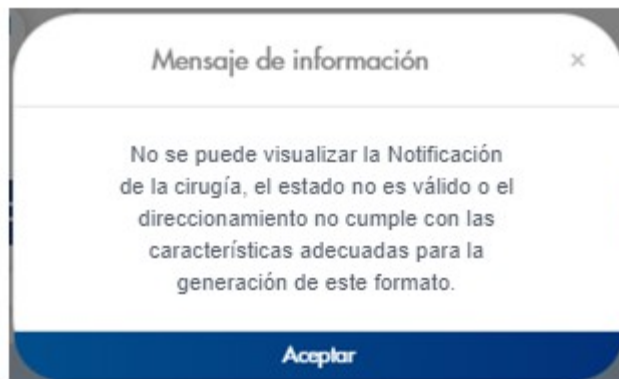 Mensaje de información
×
No se puede visualizar la Notificación
de la cirugía, el estado no es válido o el
direccionamiento no cumple con las
características adecuadas para la
generación de este formato.
Aceptar